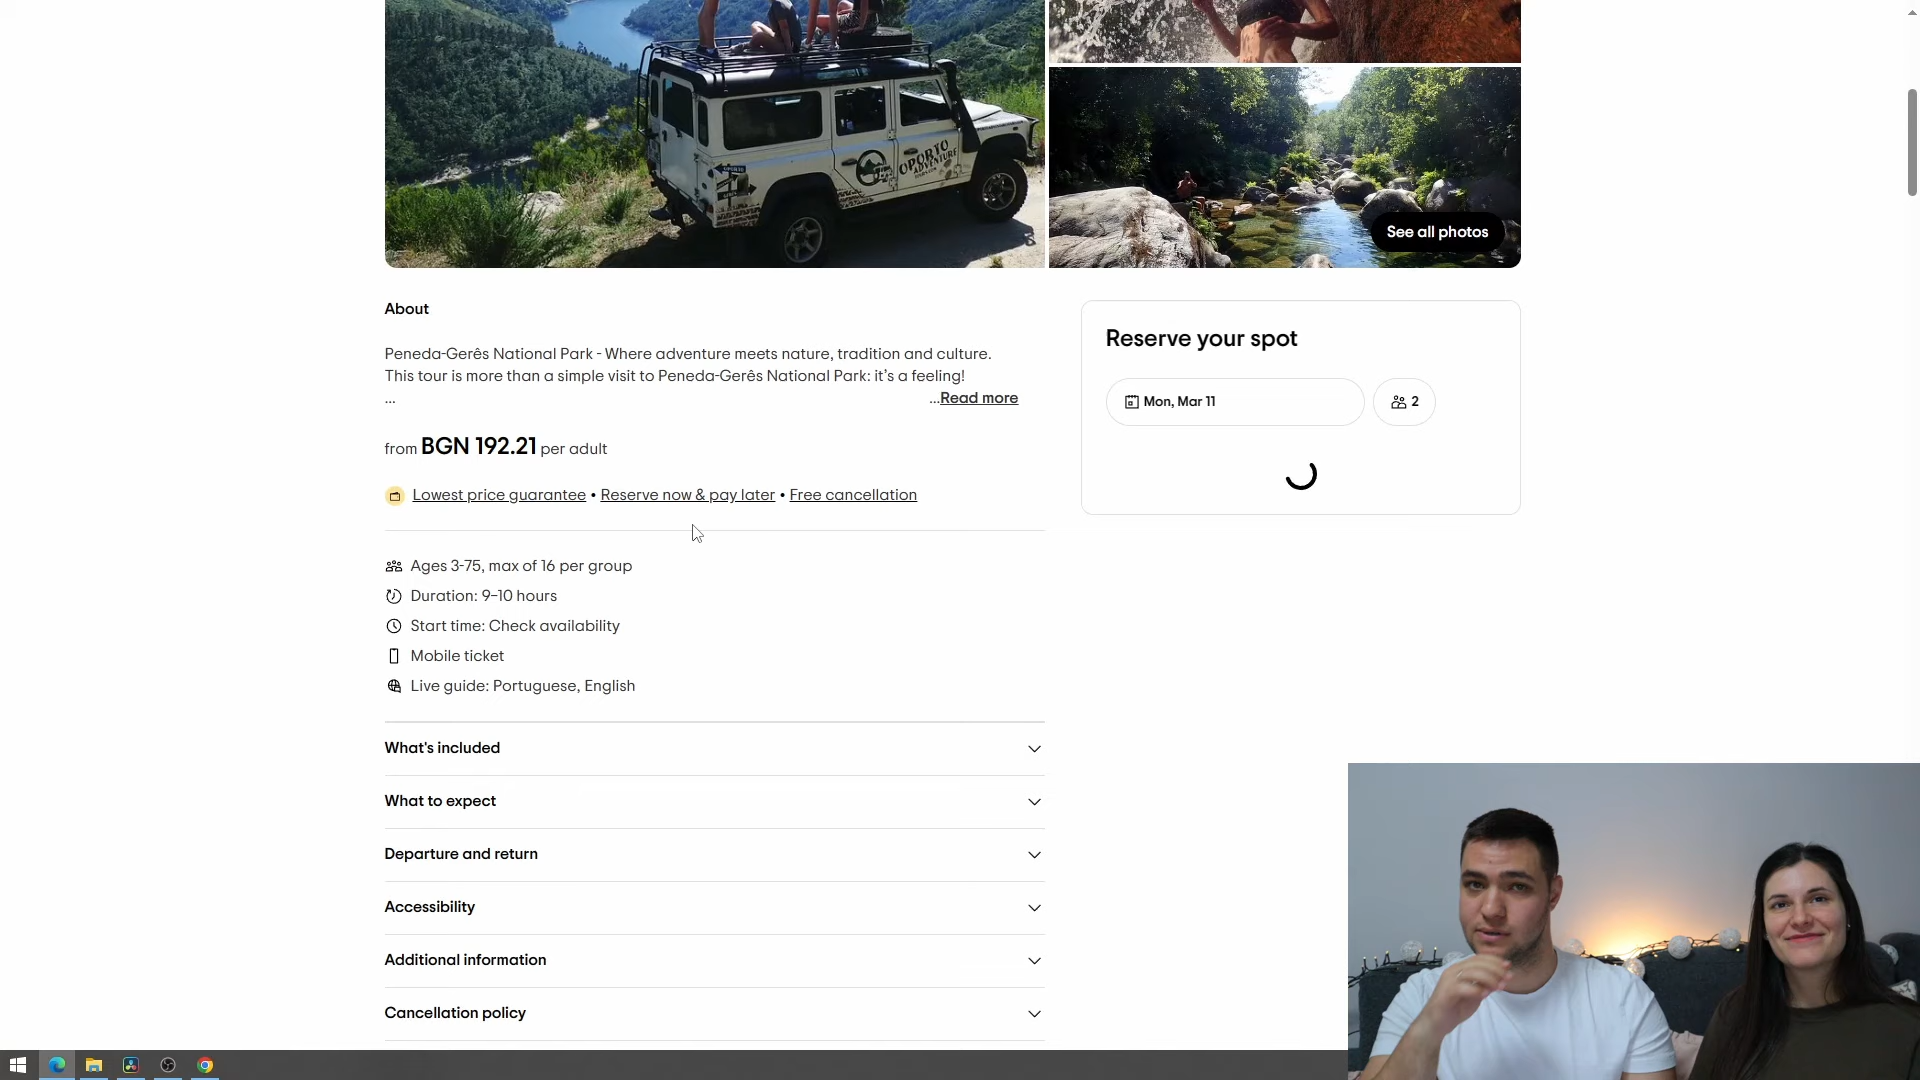 OPORTO
ADVENTURE
See all photos
About
Peneda-Gerês National Park - Where adventure meets nature, tradition and culture.
This tour is more than a simple visit to Peneda-Gerês National Park: it's a feeling!
... ...Read more
from BGN 192.21 per adult
Lowest price guarantee • Reserve now & pay later • Free cancellation
Ages 3-75, max of 16 per group
Duration: 9–10 hours
Start time: Check availability
Mobile ticket
Live guide: Portuguese, English
What's included
What to expect
Departure and return
Accessibility
Additional information
Cancellation policy
Reserve your spot
Mon, Mar 11
2